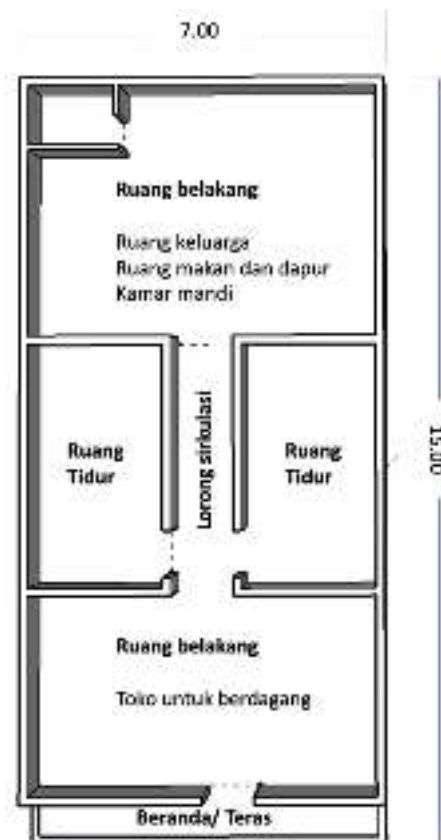 7.00
Ruang belakang
Ruang keluarga
Ruang makan dan dapur
Kamar mandi
Ruang
Tidur
Lorong sirkulasi
Ruang
Tidur
15.00
Ruang belakang
Toko untuk berdagang
Beranda/ Teras